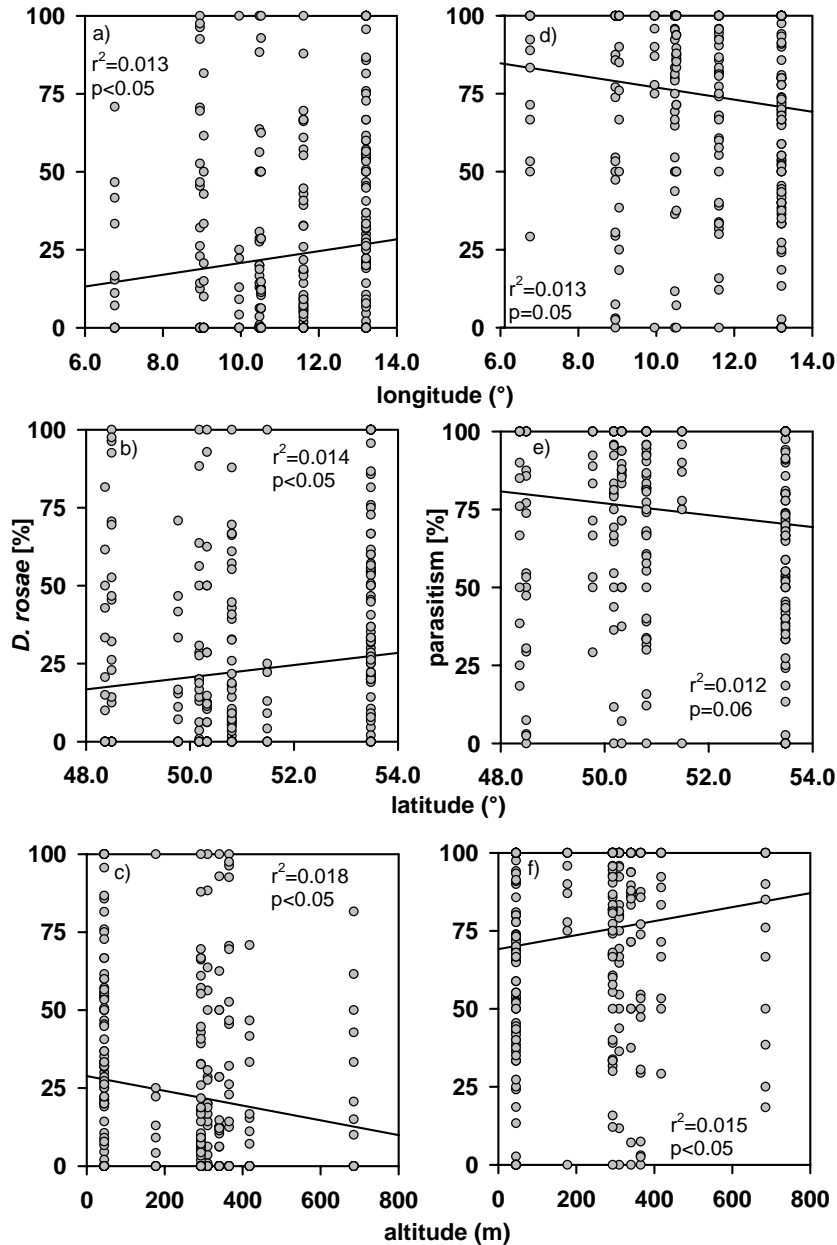 a)
r²=0.013
p<0.05
100
75
50
25
0
6.0 8.0 10.0 12.0 14.0
d)
r²=0.013
p=0.05
100
75
50
25
0
6.0 8.0 10.0 12.0 14.0
longitude (°)
b)
r²=0.014
p<0.05
100
75
50
25
0
48.0 50.0 52.0 54.0
D. rosae [%]
e)
r²=0.012
p=0.06
100
75
50
25
0
48.0 50.0 52.0 54.0
parasitism [%]
latitude (°)
c)
r²=0.018
p<0.05
100
75
50
25
0
0 200 400 600 800
f)
r²=0.015
p<0.05
100
75
50
25
0
0 200 400 600 800
altitude (m)